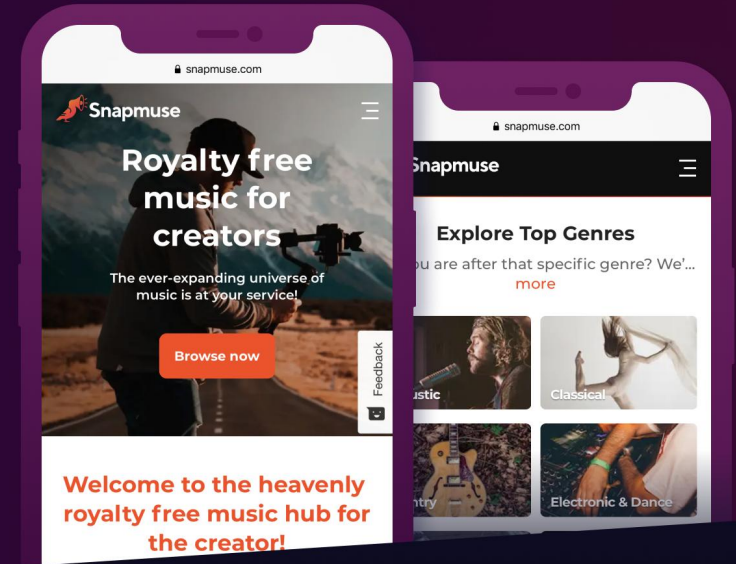 snapmuse.com
Snapmuse
Royalty free
music for
creators
The ever-expanding universe of
music is at your service!
Browse now
Feedback
Welcome to the heavenly
royalty free music hub for
the creator!
snapmuse.com
Snapmuse
Explore Top Genres
ou are after that specific genre? We'...
more
ustic
Classical
ntry
Electronic & Dance